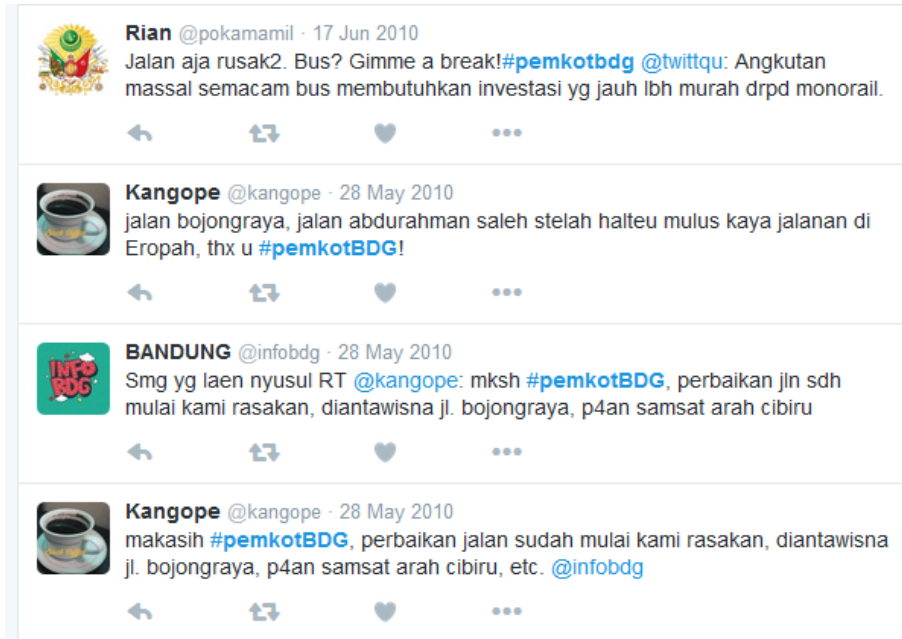 Rian @pokamamil · 17 Jun 2010
Jalan aja rusak2. Bus? Gimme a break!#pemkotbdg @twittqu: Angkutan
massal semacam bus membutuhkan investasi yg jauh lbh murah drpd monorail.
Kangope @kangope · 28 May 2010
jalan bojongraya, jalan abdurahman saleh stelah halteu mulus kaya jalanan di
Eropah, thx u #pemkotBDG!
BANDUNG @infobdg · 28 May 2010
INFO
BDG
Smg yg laen nyusul RT @kangope: mksh #pemkotBDG, perbaikan jln sdh
mulai kami rasakan, diantawisna jl. bojongraya, p4an samsat arah cibiru
Kangope @kangope · 28 May 2010
makasih #pemkotBDG, perbaikan jalan sudah mulai kami rasakan, diantawisna
jl. bojongraya, p4an samsat arah cibiru, etc. @infobdg